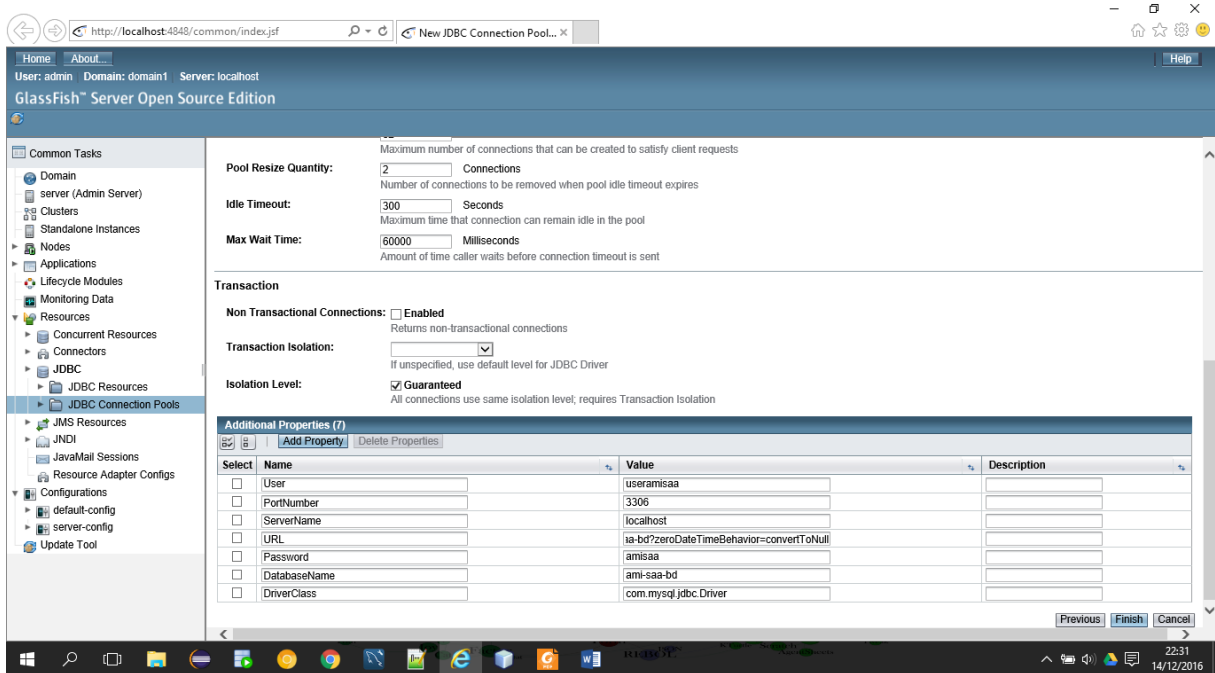 http://localhost:4848/common/index.jsf
New JDBC Connection Pool...
Home About...
Help
User: admin Domain: domain1 Server: localhost
GlassFish™ Server Open Source Edition
Common Tasks
Domain
server (Admin Server)
Clusters
Standalone Instances
Nodes
Applications
Lifecycle Modules
Monitoring Data
Resources
Concurrent Resources
Connectors
JDBC
JDBC Resources
JDBC Connection Pools
JMS Resources
JNDI
JavaMail Sessions
Resource Adapter Configs
Configurations
default-config
server-config
Update Tool
Maximum number of connections that can be created to satisfy client requests
Pool Resize Quantity: 2 Connections
Number of connections to be removed when pool idle timeout expires
Idle Timeout: 300 Seconds
Maximum time that connection can remain idle in the pool
Max Wait Time: 60000 Milliseconds
Amount of time caller waits before connection timeout is sent
Transaction
Non Transactional Connections: Enabled
Returns non-transactional connections
Transaction Isolation:
If unspecified, use default level for JDBC Driver
Isolation Level: Guaranteed
All connections use same isolation level; requires Transaction Isolation
Additional Properties (7)
Add Property Delete Properties
Select Name Value Description
User useramisaa
PortNumber 3306
ServerName localhost
URL a-bd?zeroDateTimeBehavior=convertToNull
Password amisaa
DatabaseName ami-saa-bd
DriverClass com.mysql.jdbc.Driver
Previous Finish Cancel
22:31
14/12/2016